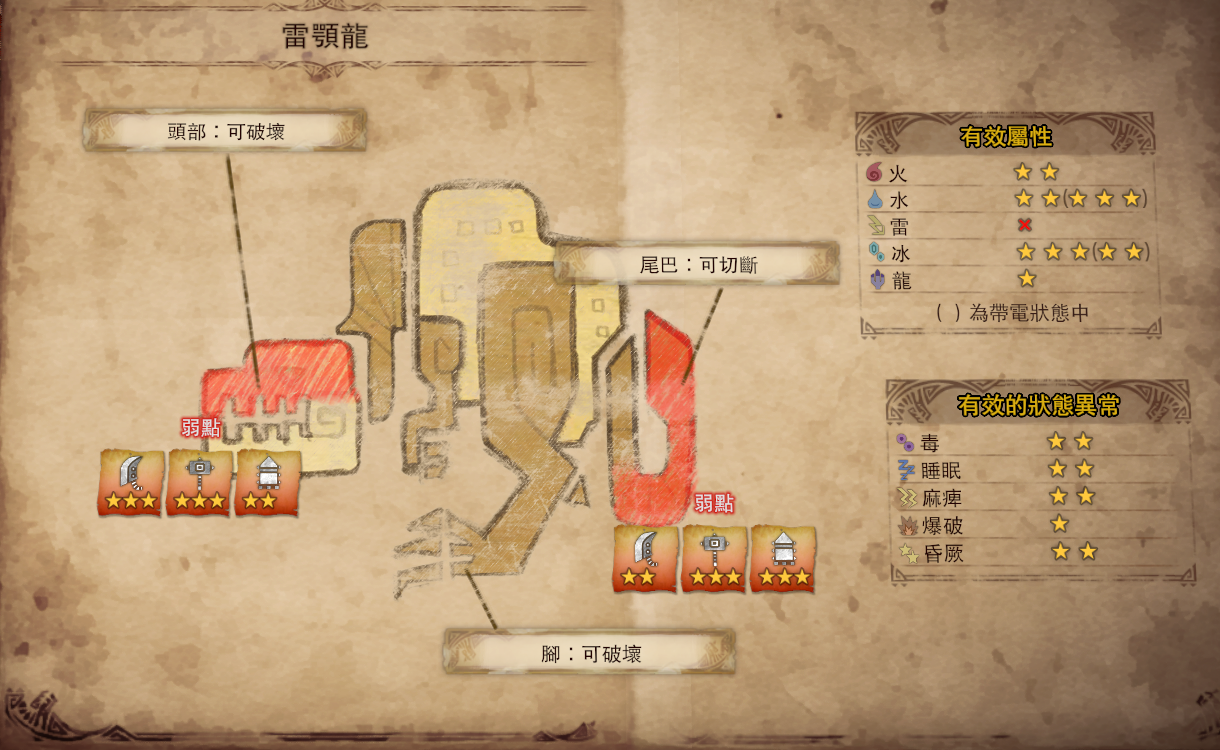 雷顎龍
頭部：可破壞
尾巴：可切斷
弱點
弱點
腳：可破壞
有效屬性
火
水 ( )
雷
冰 ( )
龍
( ) 為帶電狀態中
有效的狀態異常
毒
睡眠
麻痺
爆破
昏厥